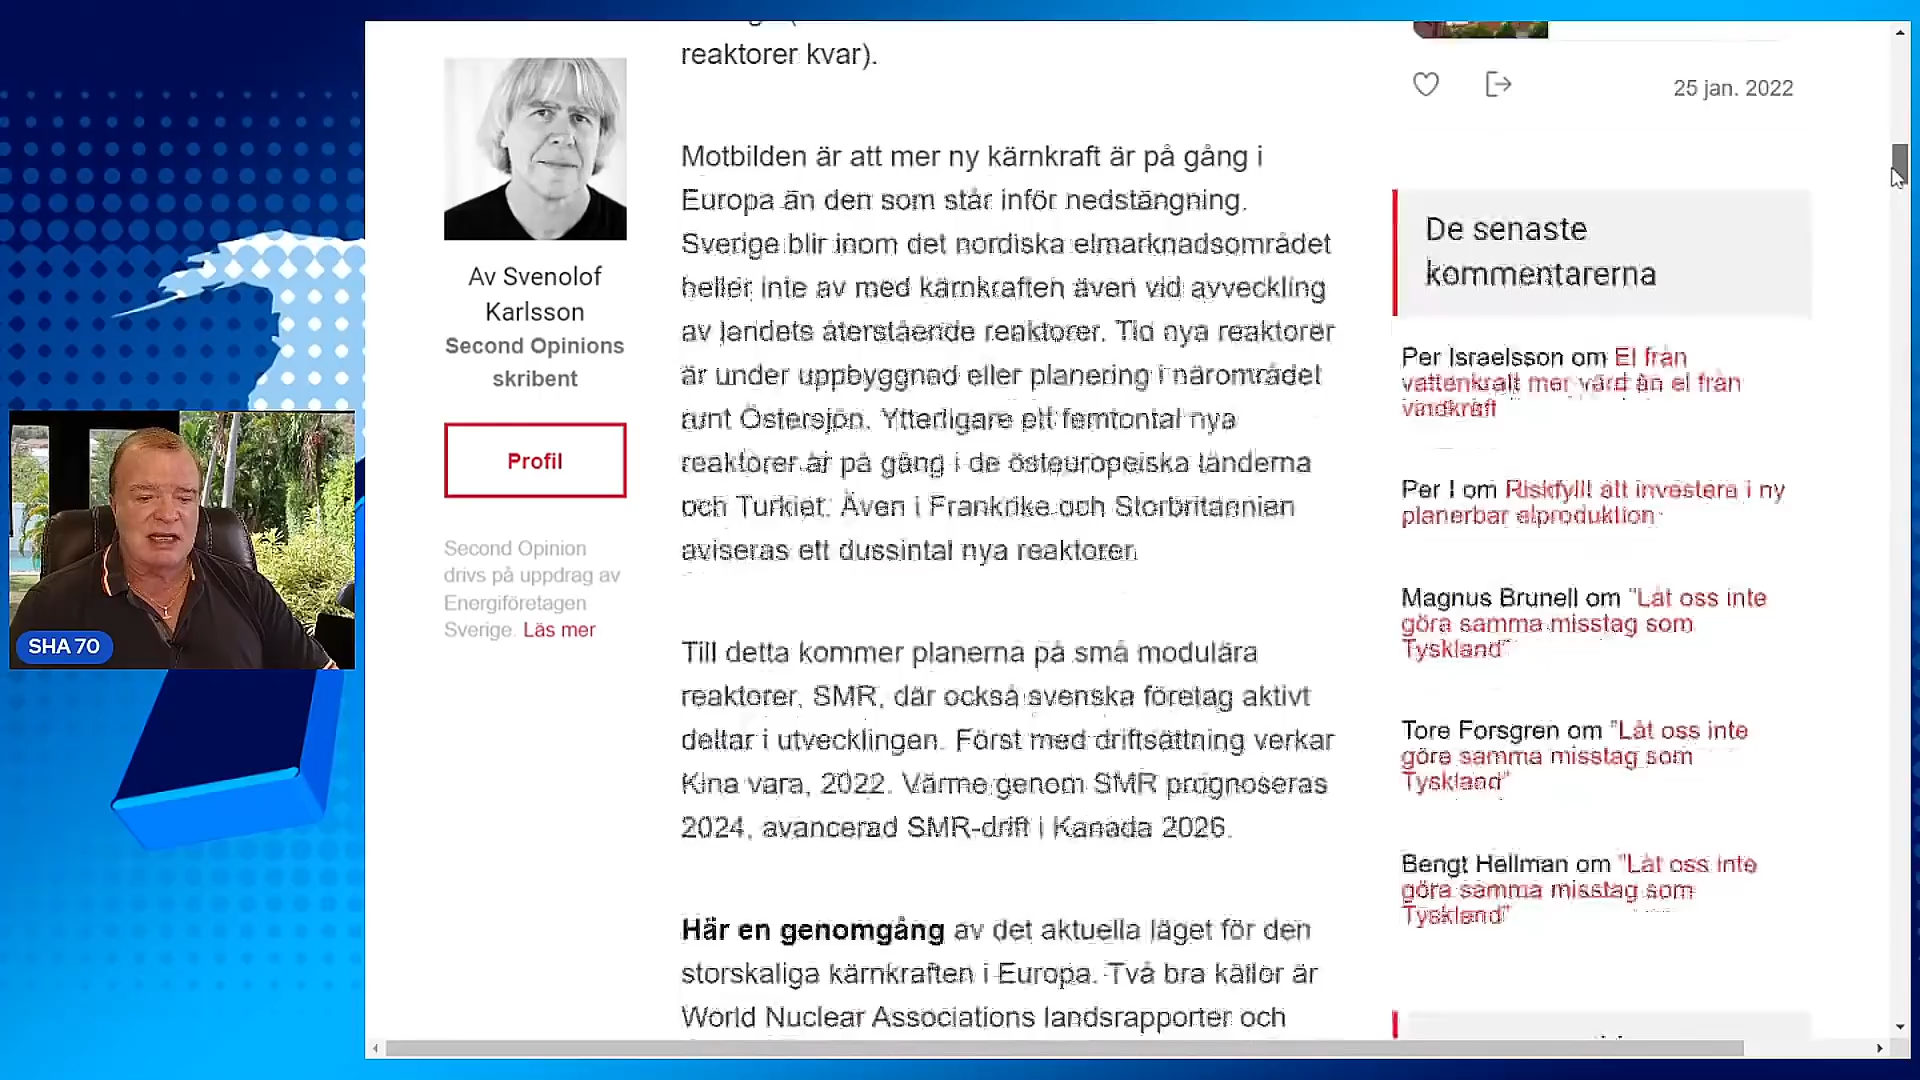 reaktorer kvar).
Motbilden är att mer ny kärnkraft är på gång i
Europa än den som står inför nedstängning.
Sverige blir inom det nordiska elmarknadsområdet
heller inte av med kärnkraften även vid avveckling
av landets återstående reaktorer. Tio nya reaktorer
är under uppbyggnad eller planering i närområdet
runt Östersjön. Ytterligare ett femtontal nya
reaktorer är på gång i de östeuropeiska länderna
och Turkiet. Även i Frankrike och Storbritannien
aviseras ett dussintal nya reaktorer.
Till detta kommer planerna på små modulära
reaktorer, SMR, där också svenska företag aktivt
deltar i utvecklingen. Först med driftsättning verkar
Kina vara, 2022. Värme genom SMR prognoseras
2024, avancerad SMR-drift i Kanada 2026.
Här en genomgång av det aktuella läget för den
storskaliga kärnkraften i Europa. Två bra källor är
World Nuclear Associations landsrapporter och
Av Svenolof
Karlsson
Second Opinions
skribent
Profil
Second Opinion
drivs på uppdrag av
Energiföretagen
Sverige. Läs mer
SHA 70
25 jan. 2022
De senaste
kommentarerna
Per Israelsson om El från
vattenkraft mer värd än el från
vindkraft
Per I om Riskfyllt att investera i ny
planerbar elproduktion
Magnus Brunell om "Låt oss inte
göra samma misstag som
Tyskland"
Tore Forsgren om "Låt oss inte
göra samma misstag som
Tyskland"
Bengt Hellman om "Låt oss inte
göra samma misstag som
Tyskland"